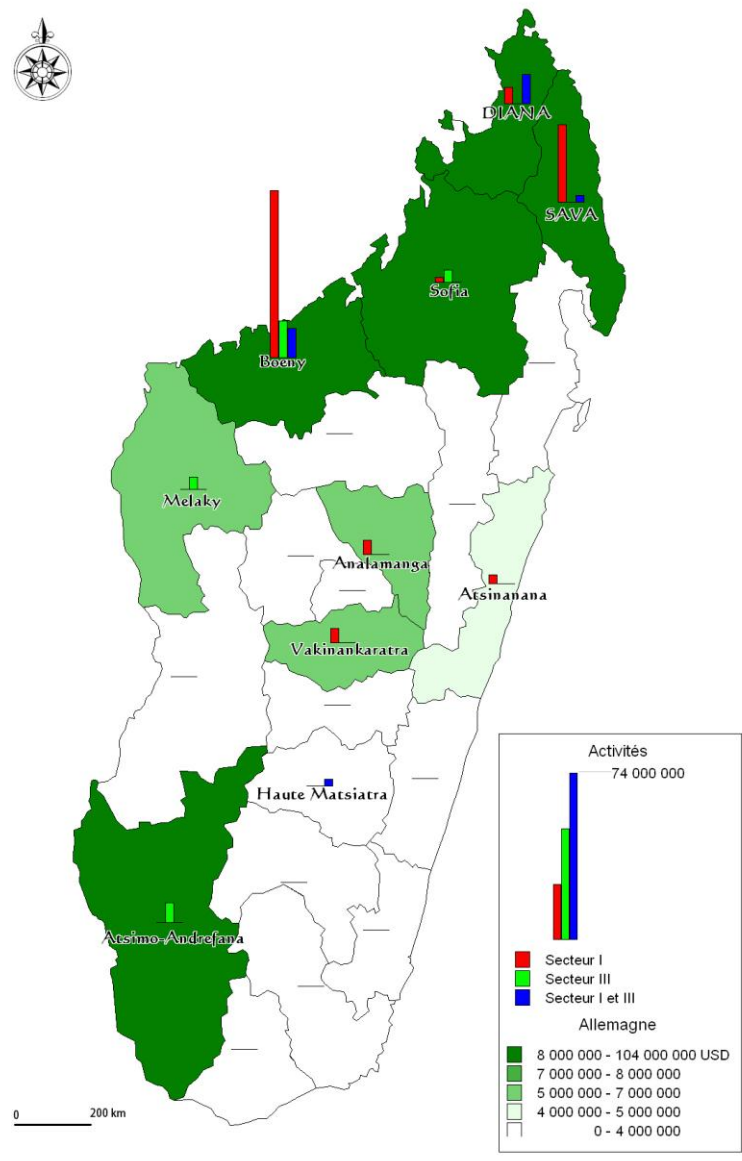 DIANA
SAVA
Sofia
Boeny
Melaky
Analamanga
Atsinanana
Vakinankaratra
Haute Matsiatra
Atsimo-Andrefana
Activités
74 000 000
Secteur I
Secteur III
Secteur I et III
Allemagne
8 000 000 - 104 000 000 USD
7 000 000 - 8 000 000
5 000 000 - 7 000 000
4 000 000 - 5 000 000
0 - 4 000 000
0 200 km